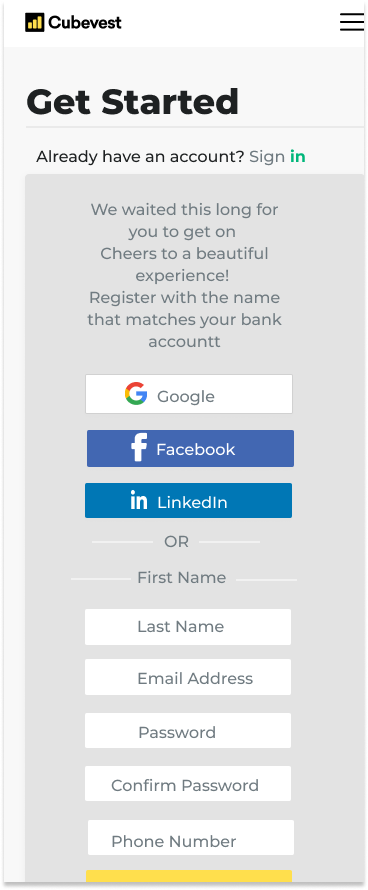 Cubevest
Get Started
Already have an account? Sign in
We waited this long for
you to get on
Cheers to a beautiful
experience!
Register with the name
that matches your bank
accountt
Google
Facebook
LinkedIn
OR
First Name
Last Name
Email Address
Password
Confirm Password
Phone Number